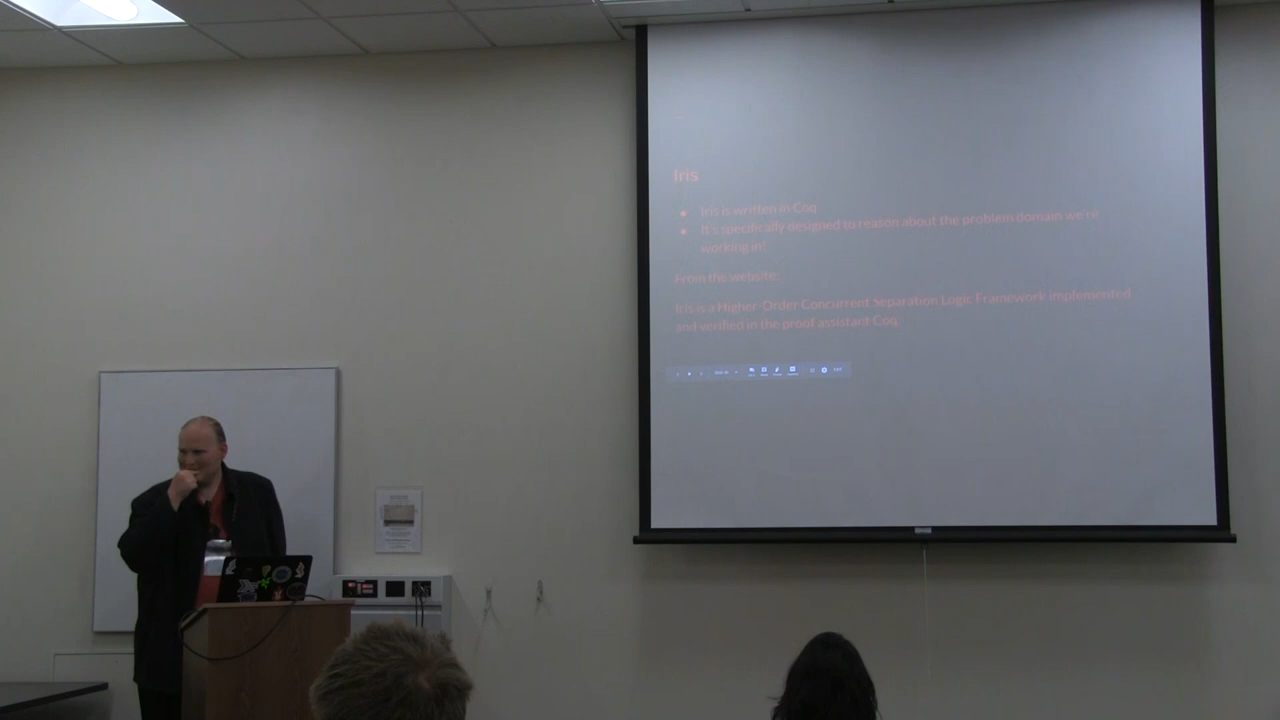 Iris
Iris is written in Coq
It's specifically designed to reason about the problem domain we're
working in!
From the website:
Iris is a Higher-Order Concurrent Separation Logic Framework implemented
and verified in the proof assistant Coq.